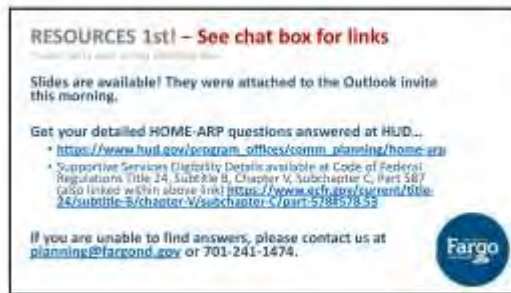 RESOURCES 1st! – See chat box for links
Slides are available! They were attached to the Outlook invite
this morning.
Get your detailed HOME-ARP questions answered at HUD...
• https://www.hud.gov/program_offices/comm_planning/home-arp
• Supportive Services Eligibility Details available at Code of Federal
Regulations Title 24, Subtitle B, Chapter V, Subchapter C, Part
(also linked within above link) https://www.ecfr.gov/current/title-
24/subtitle-B/chapter-V/subchapter-C/part-578#578.53
If you are unable to find answers, please contact us at
planning@fargond.gov or 701-241-1474.
Fargo